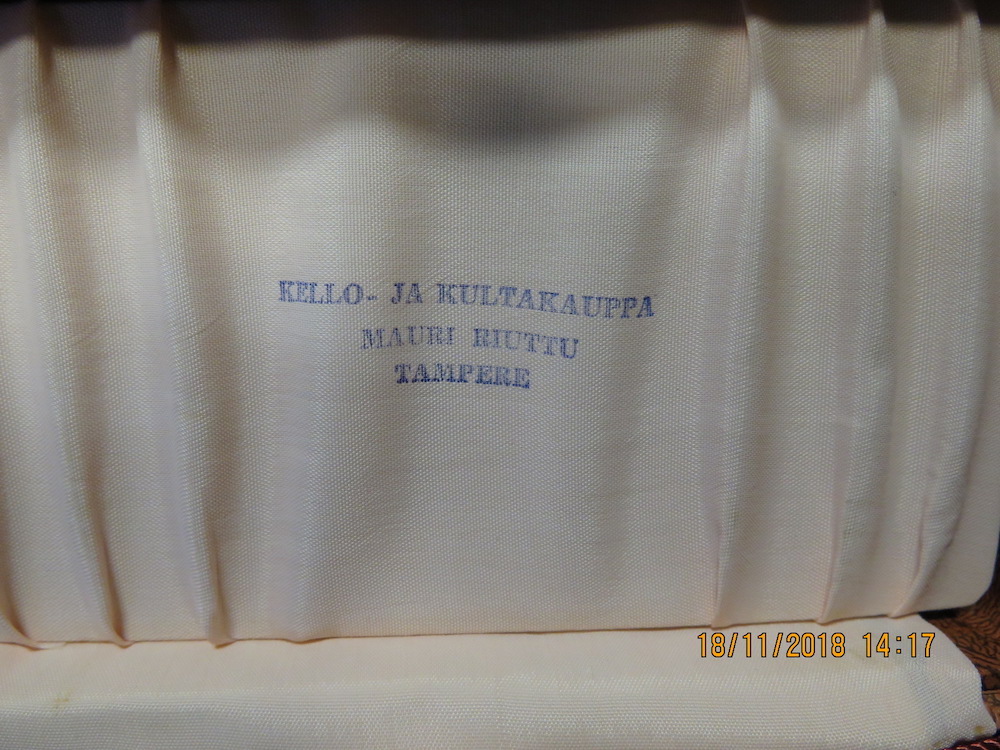 KELLO- JA KULTAKAUPPA
MAURI RIUTTU
TAMPERE
18/11/2018 14:17